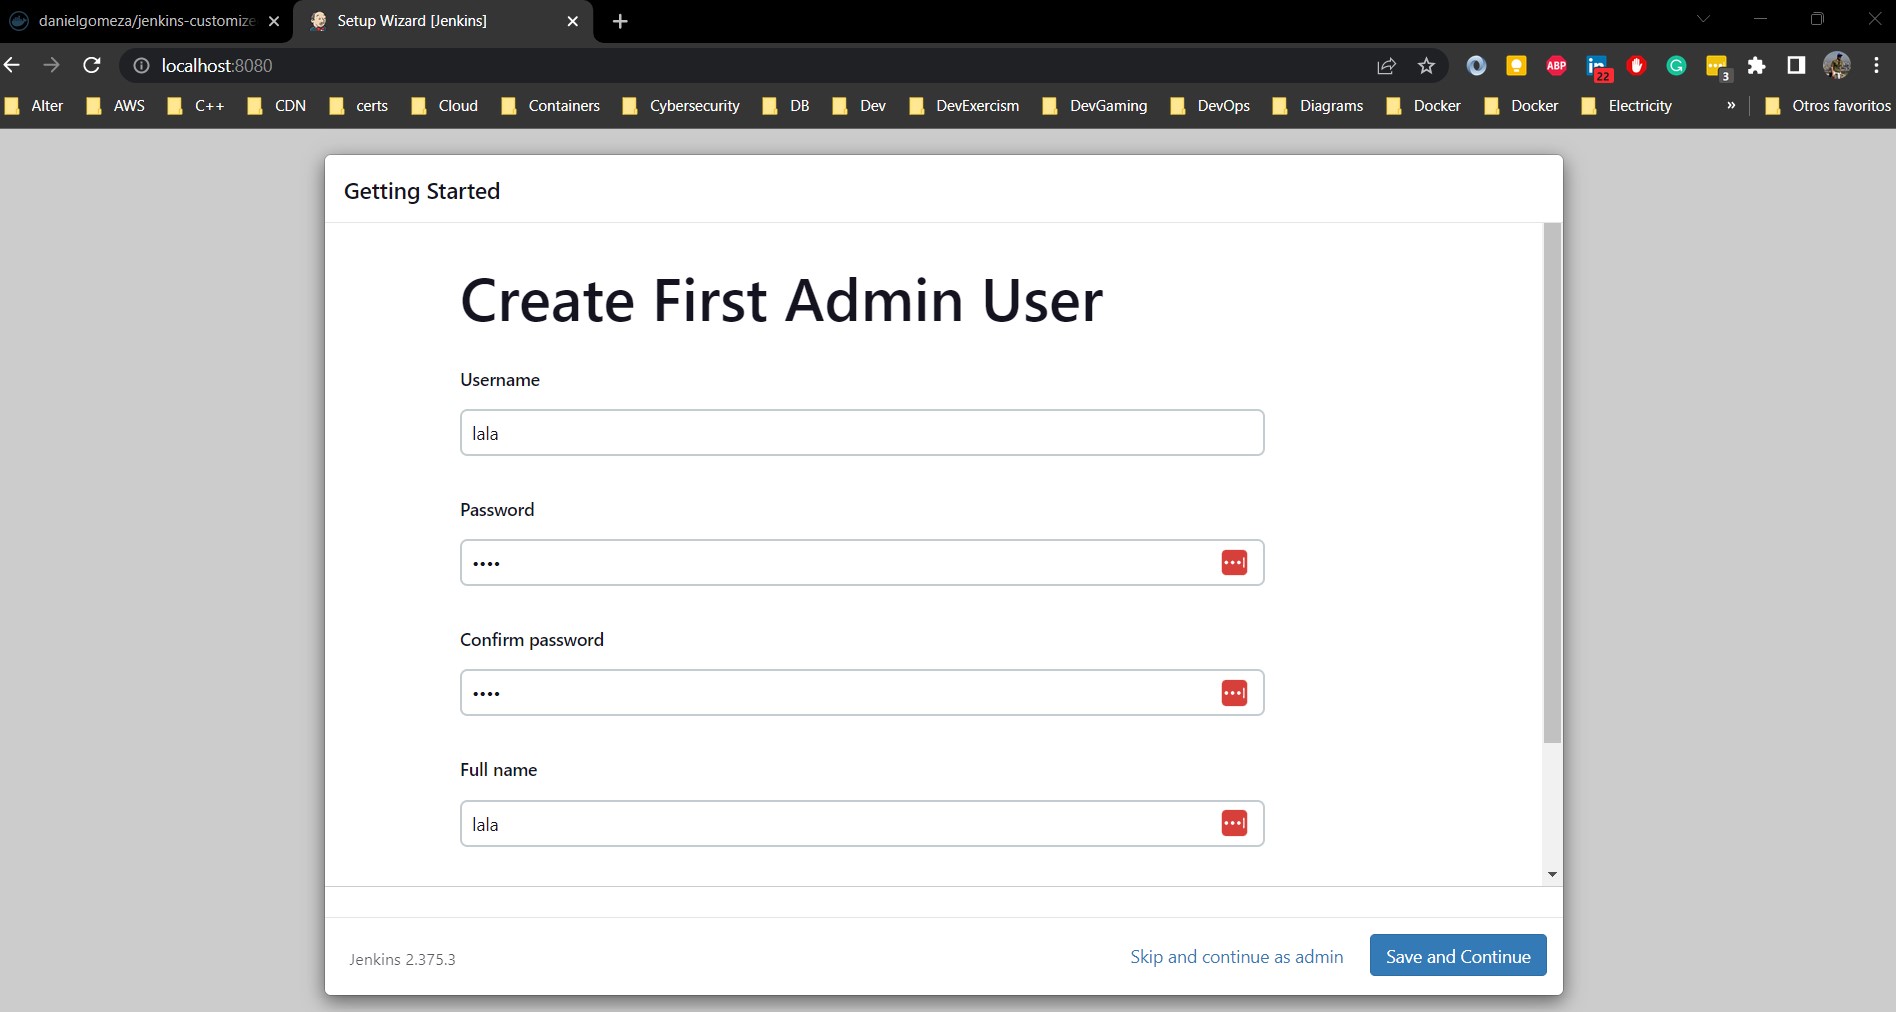 danielgomeza/jenkins-customize
Setup Wizard [Jenkins]
localhost:8080
ABP
22
3
Alter
AWS
C++
CDN
certs
Cloud
Containers
Cybersecurity
DB
Dev
DevExercism
DevGaming
DevOps
Diagrams
Docker
Docker
Electricity
»
Otros favoritos
Getting Started
Create First Admin User
Username
lala
Password
••••
Confirm password
••••
Full name
lala
Jenkins 2.375.3
Skip and continue as admin
Save and Continue